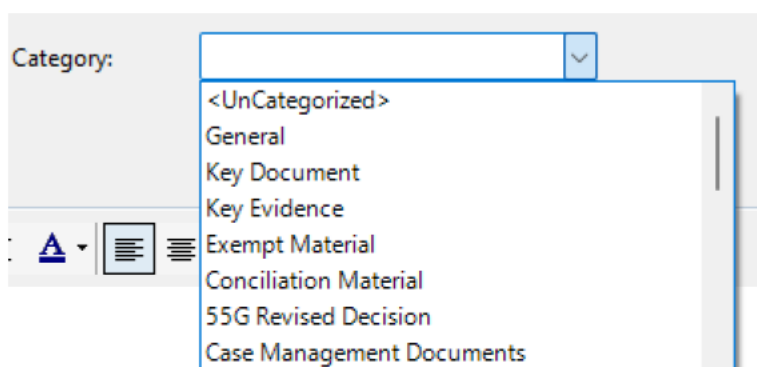 Category:
<UnCategorized>
General
Key Document
Key Evidence
Exempt Material
Conciliation Material
55G Revised Decision
Case Management Documents
A